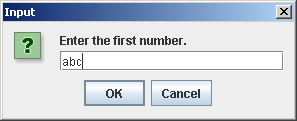 Input
Enter the first number.
abc
OK Cancel